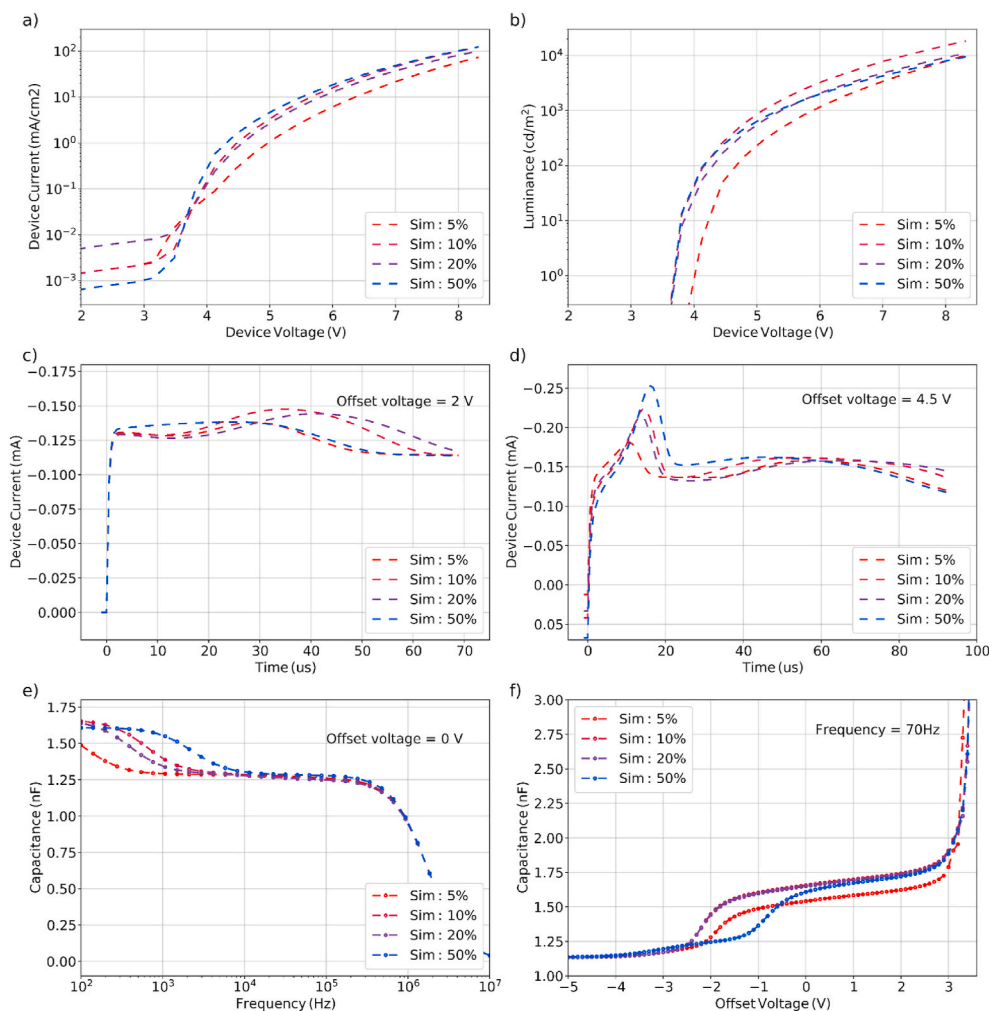 a)
10²
10¹
10⁰
10⁻¹
10⁻²
10⁻³
Device Current (mA/cm2)
Sim : 5%
Sim : 10%
Sim : 20%
Sim : 50%
2 3 4 5 6 7 8
Device Voltage (V)
b)
10⁴
10³
10²
10¹
10⁰
Luminance (cd/m²)
Sim : 5%
Sim : 10%
Sim : 20%
Sim : 50%
2 3 4 5 6 7 8
Device Voltage (V)
c)
−0.175
−0.150
−0.125
−0.100
−0.075
−0.050
−0.025
0.000
Device Current (mA)
Offset voltage = 2 V
Sim : 5%
Sim : 10%
Sim : 20%
Sim : 50%
0 10 20 30 40 50 60 70
Time (us)
d)
−0.25
−0.20
−0.15
−0.10
−0.05
0.00
0.05
Device Current (mA)
Offset voltage = 4.5 V
Sim : 5%
Sim : 10%
Sim : 20%
Sim : 50%
0 20 40 60 80 100
Time (us)
e)
1.75
1.50
1.25
1.00
0.75
0.50
0.25
0.00
Capacitance (nF)
Offset voltage = 0 V
Sim : 5%
Sim : 10%
Sim : 20%
Sim : 50%
10² 10³ 10⁴ 10⁵ 10⁶ 10⁷
Frequency (Hz)
f)
3.00
2.75
2.50
2.25
2.00
1.75
1.50
1.25
1.00
Capacitance (nF)
Sim : 5%
Sim : 10%
Sim : 20%
Sim : 50%
Frequency = 70Hz
−5 −4 −3 −2 −1 0 1 2 3
Offset Voltage (V)